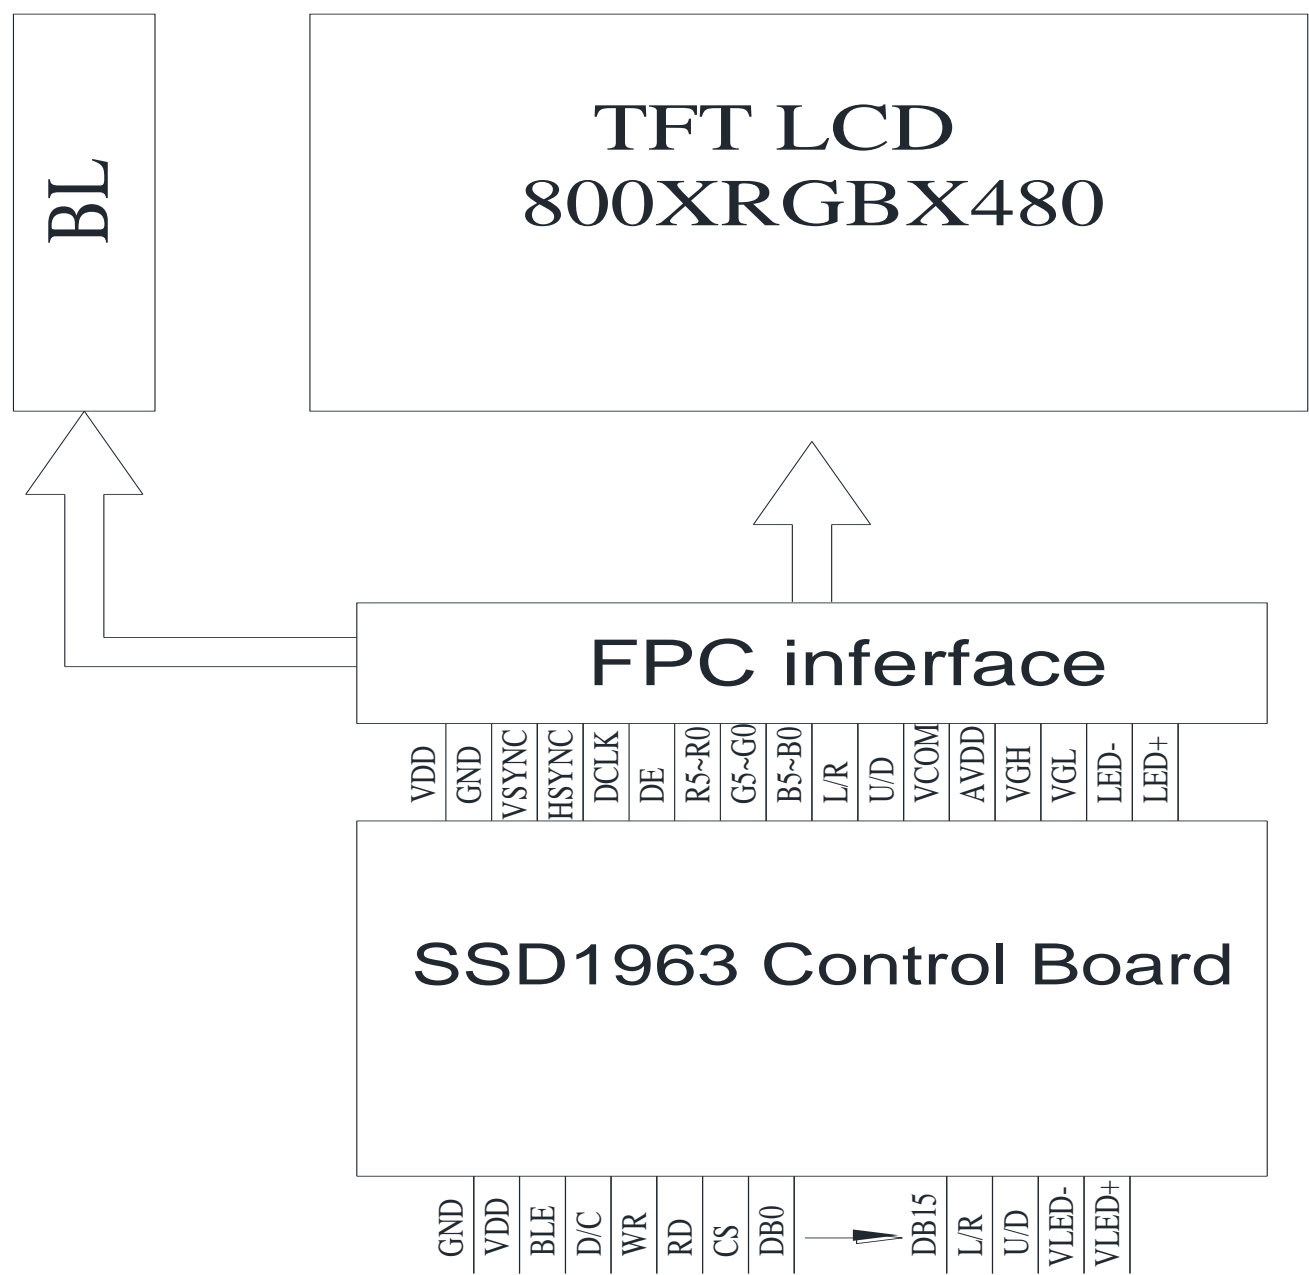 BL
TFT LCD
800XRGBX480
FPC inferface
VDD
GND
VSYNC
HSYNC
DCLK
DE
R5~R0
G5~G0
B5~B0
L/R
U/D
VCOM
AVDD
VGH
VGL
LED-
LED+
SSD1963 Control Board
GND
VDD
BLE
D/C
WR
RD
CS
DB0
DB15
L/R
U/D
VLED-
VLED+